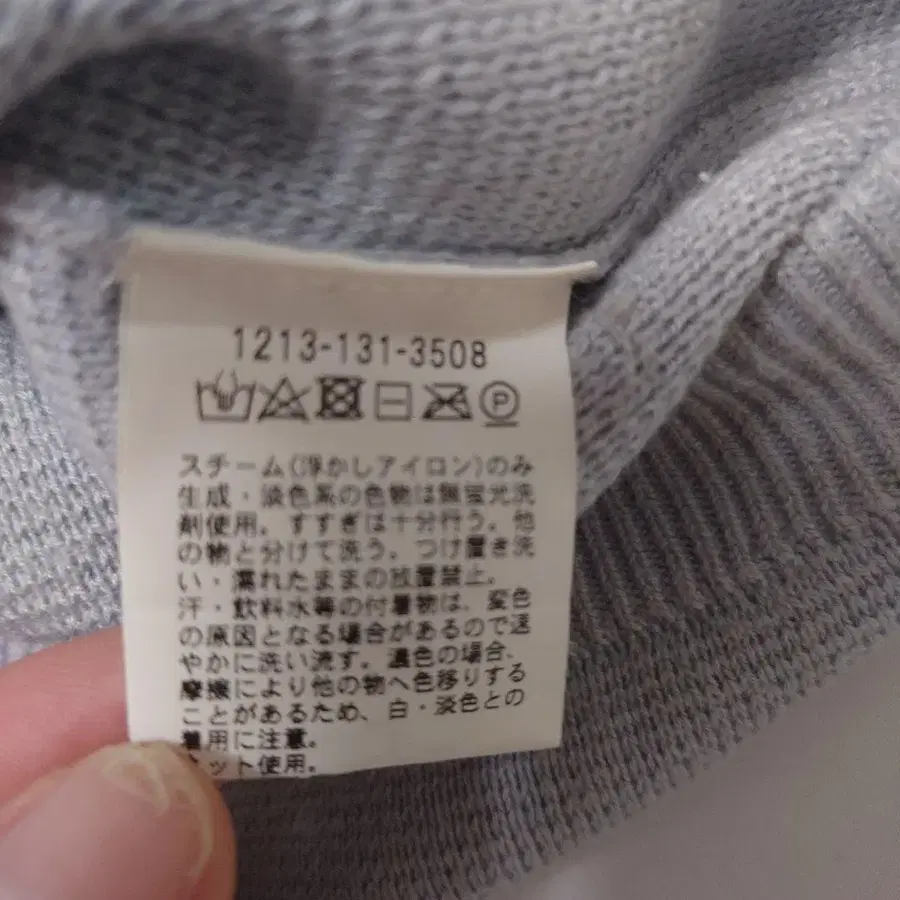 1213-131-3508
P
スチーム(浮かしアイロン)のみ
生成・淡色系の色物は無蛍光洗
剤使用。すすぎは十分行う。他
の物と分けて洗う。つけ置き洗
い・濡れたままの放置禁止。
汗・飲料水等の付着物は、変色
の原因となる場合があるので速
やかに洗い流す。濃色の場合、
摩擦により他の物へ色移りする
ことがあるため、白・淡色との
着用に注意。
ネット使用。